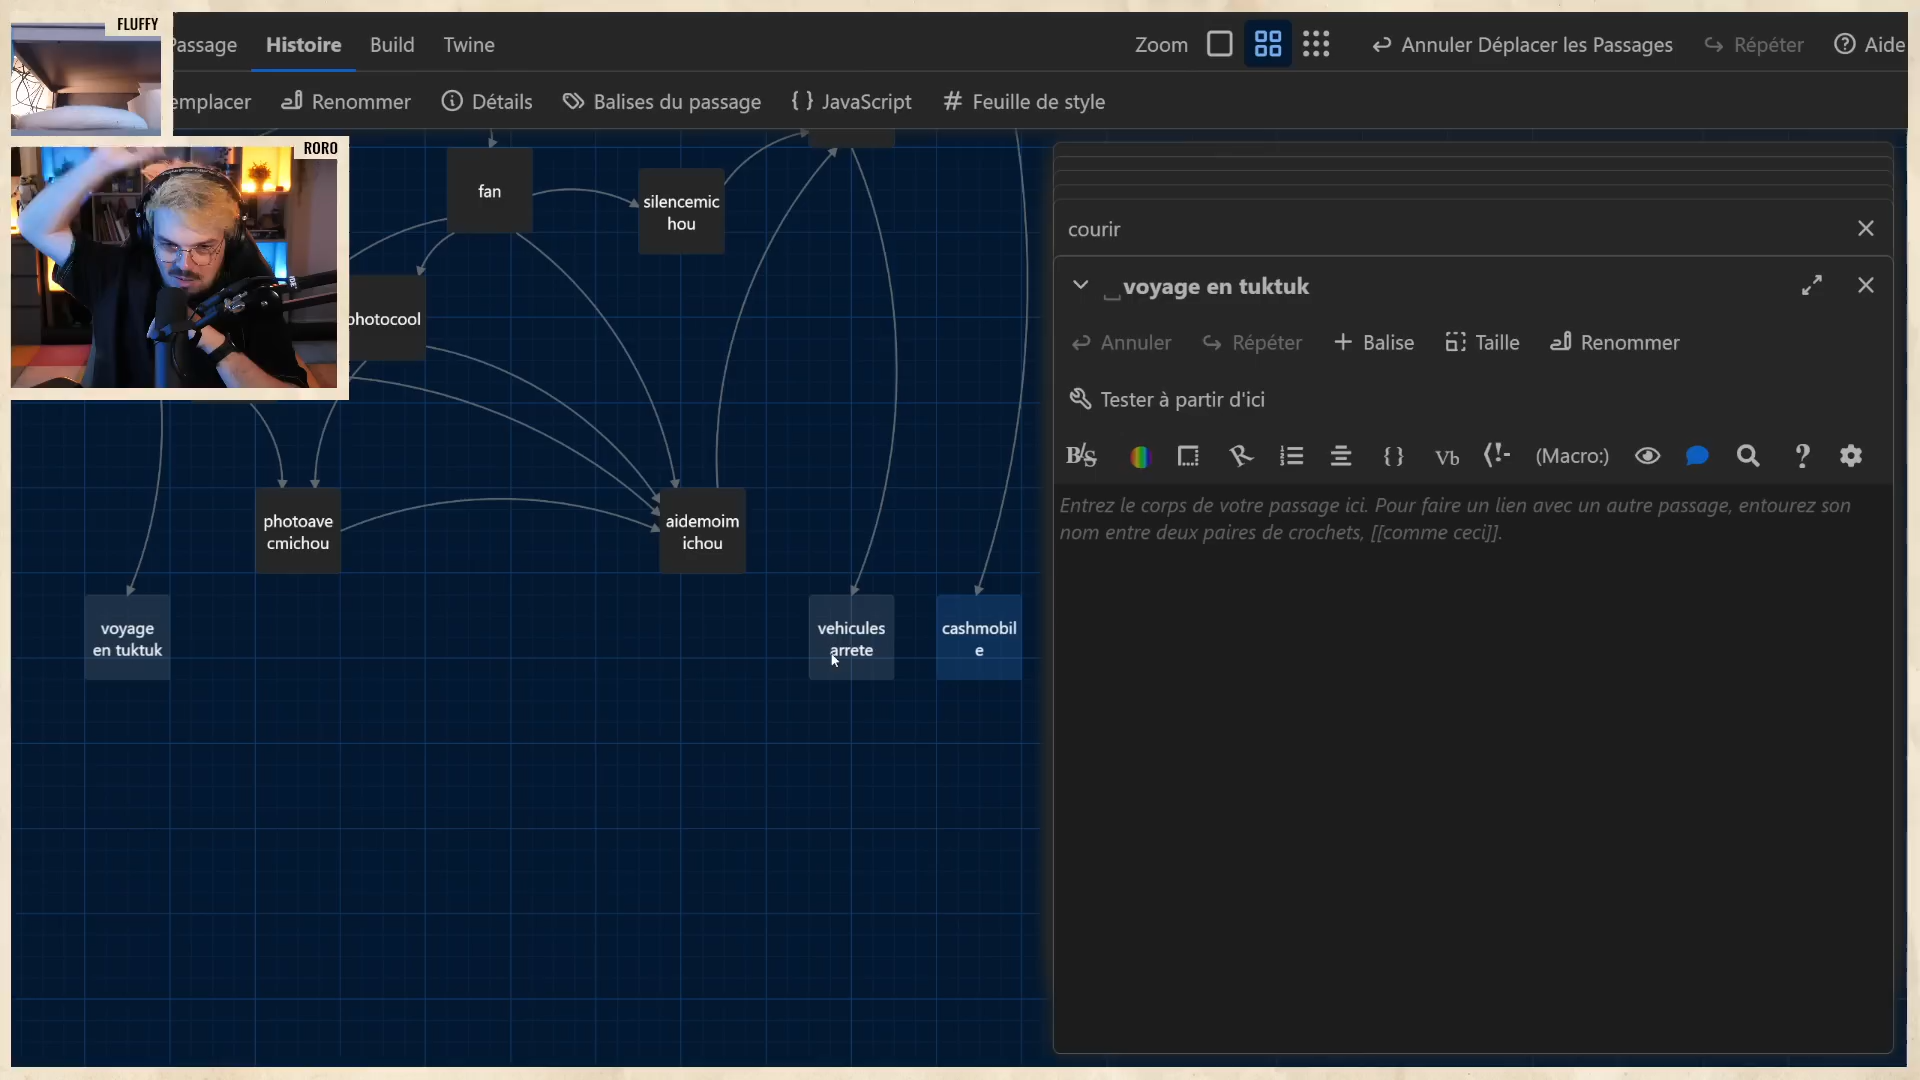 FLUFFY
Passage
Histoire
Build
Twine
Zoom
Annuler Déplacer les Passages
Répéter
Aide
emplacer
Renommer
Détails
Balises du passage
{ } JavaScript
# Feuille de style
RORO
fan
silencemic
hou
photocool
photoave
cmichou
aidemoim
ichou
voyage
en tuktuk
vehicules
arrete
cashmobil
e
courir
voyage en tuktuk
Annuler
Répéter
+ Balise
Taille
Renommer
Tester à partir d'ici
B/S
{ }
Vb
(Macro:)
?
Entrez le corps de votre passage ici. Pour faire un lien avec un autre passage, entourez son
nom entre deux paires de crochets, [[comme ceci]].